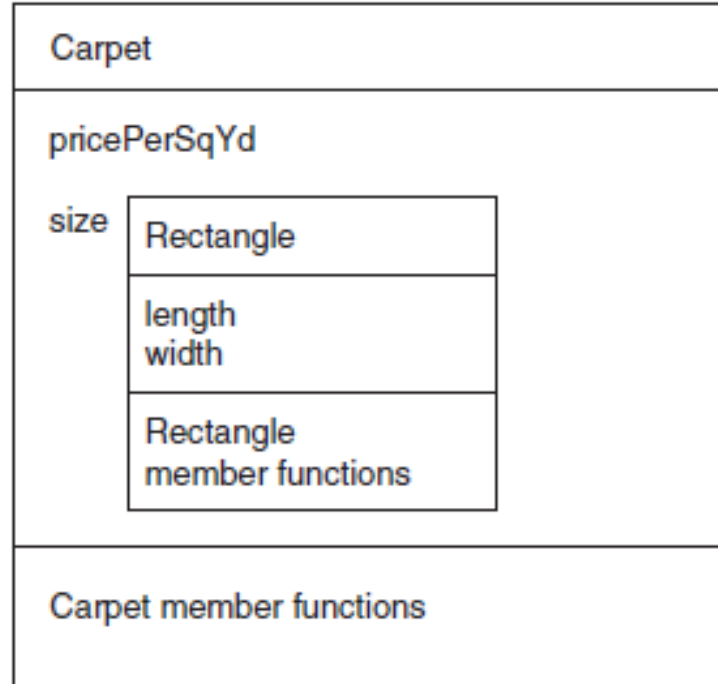 Carpet
pricePerSqYd
size
Rectangle
length
width
Rectangle
member functions
Carpet member functions